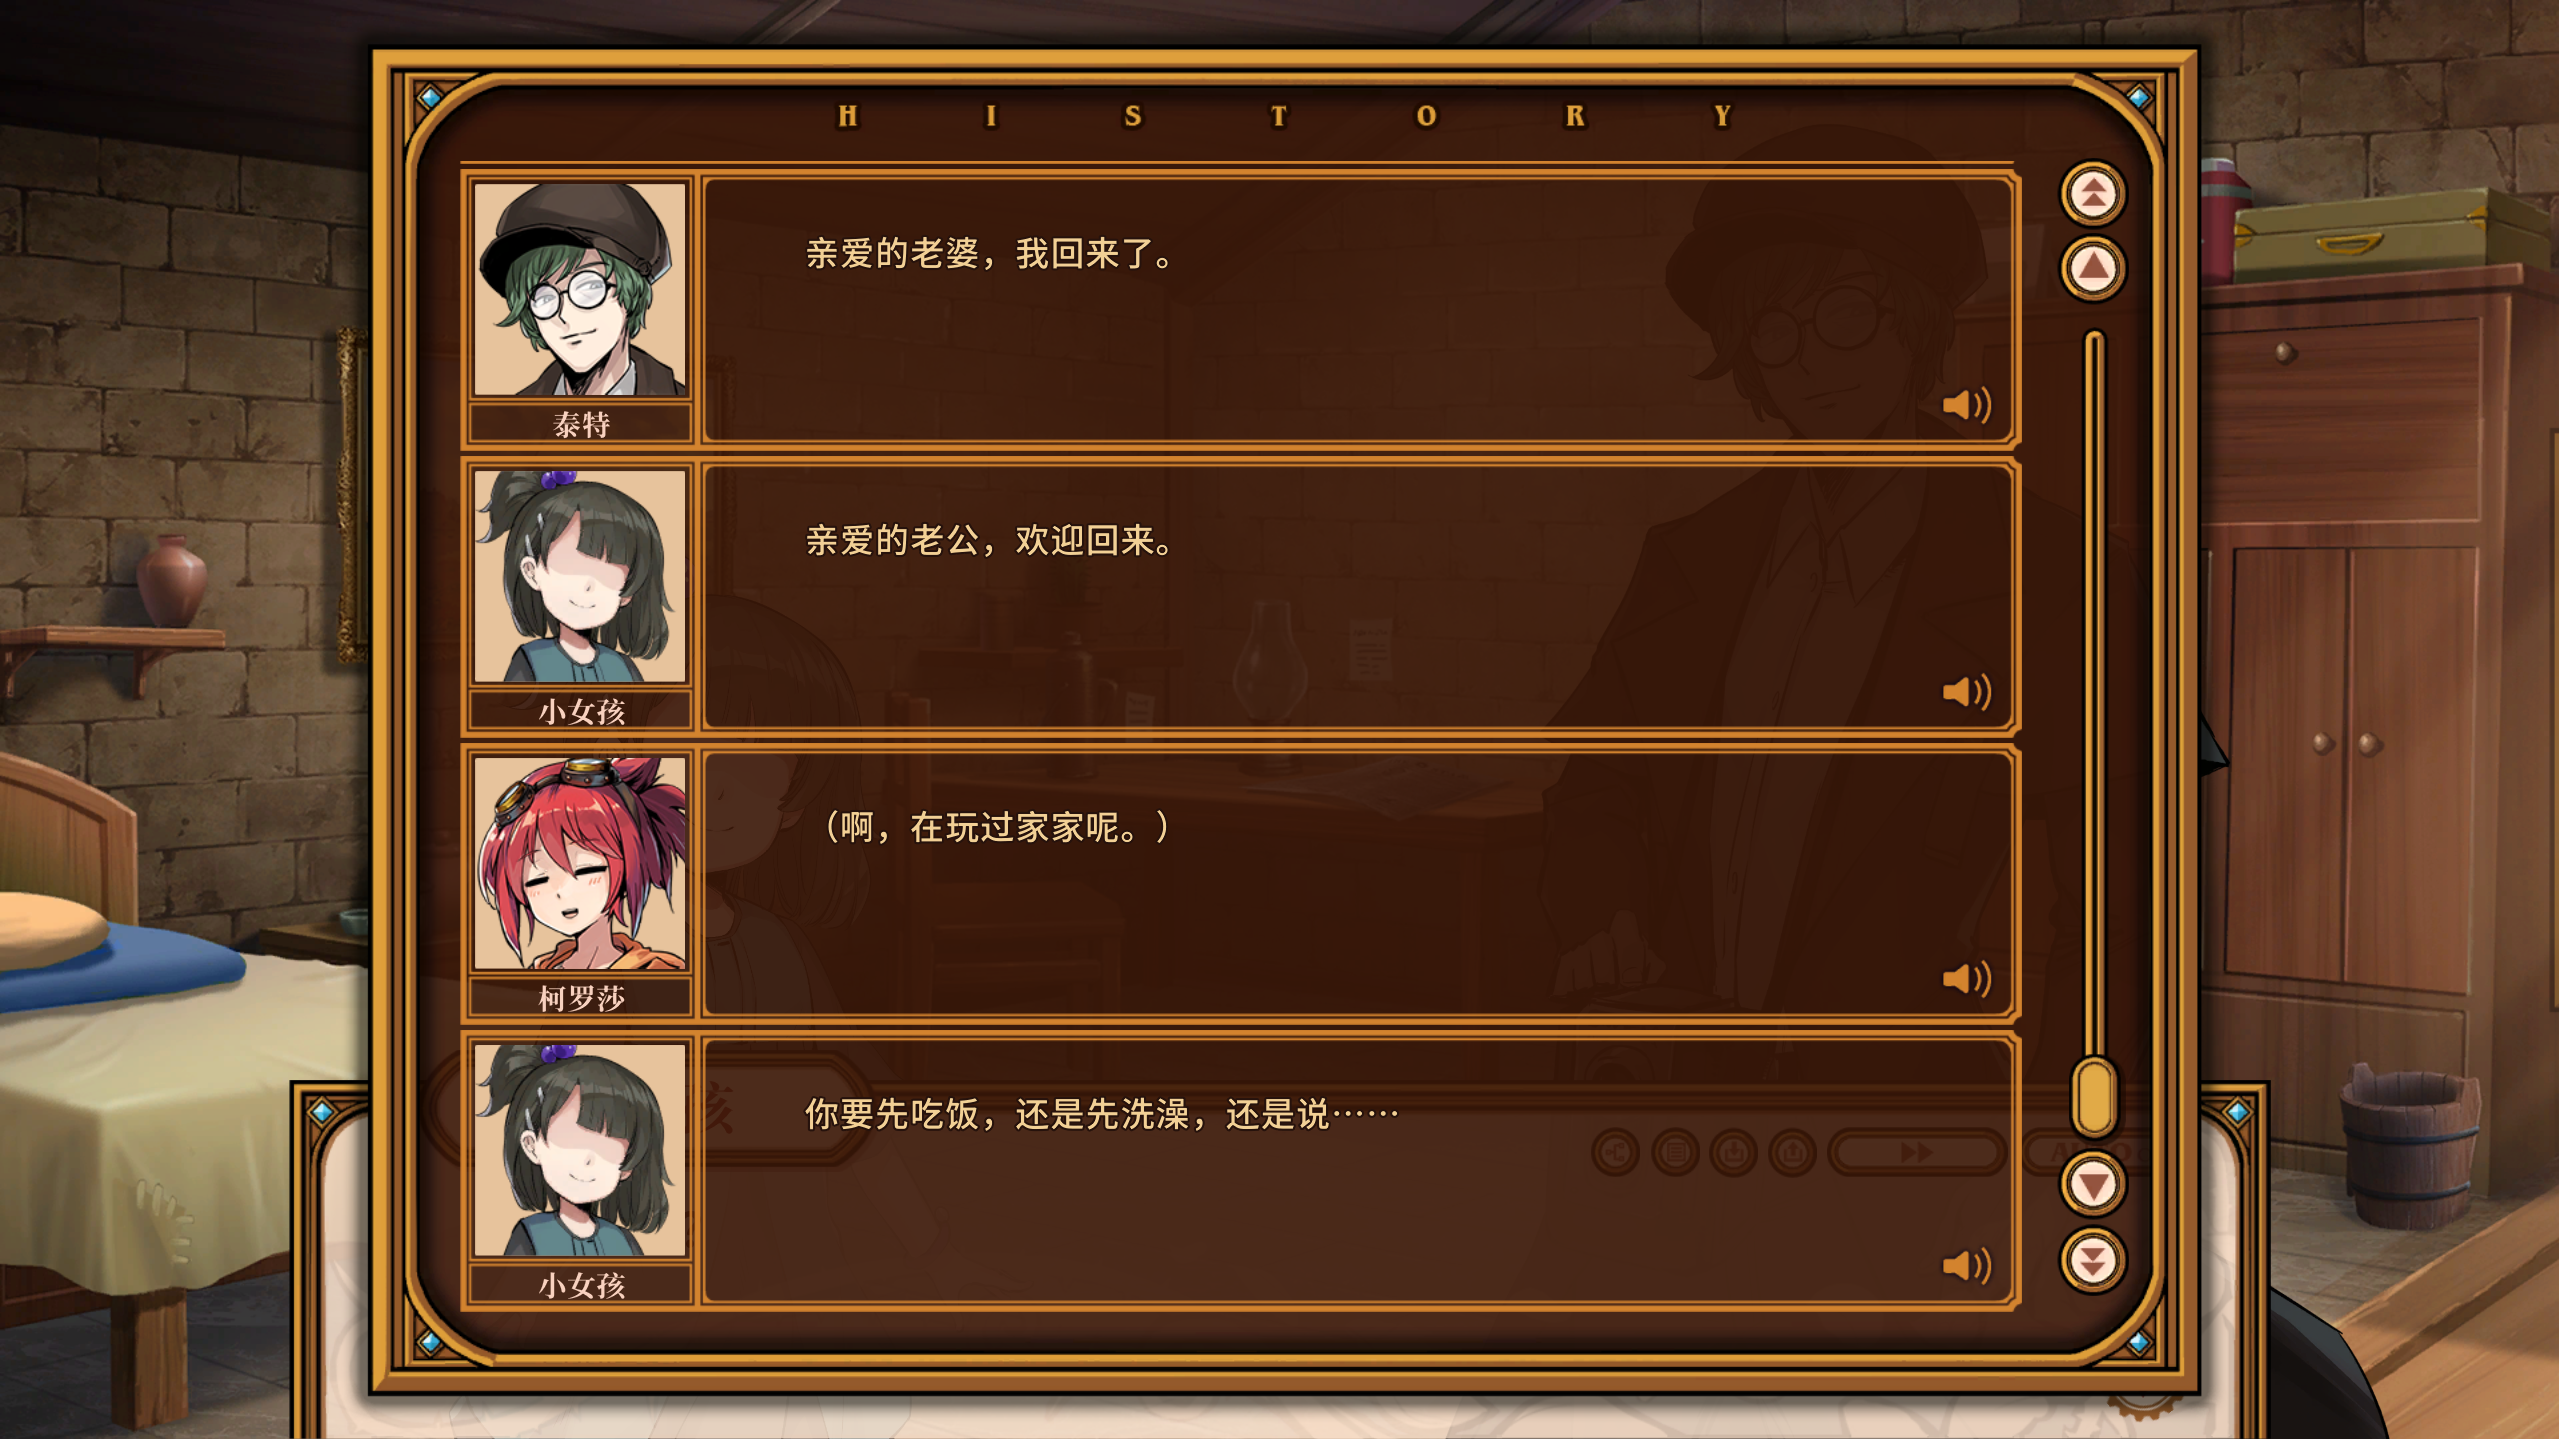 HISTORY
亲爱的老婆，我回来了。
泰特
亲爱的老公，欢迎回来。
小女孩
（啊，在玩过家家呢。）
柯罗莎
你要先吃饭，还是先洗澡，还是说……
小女孩